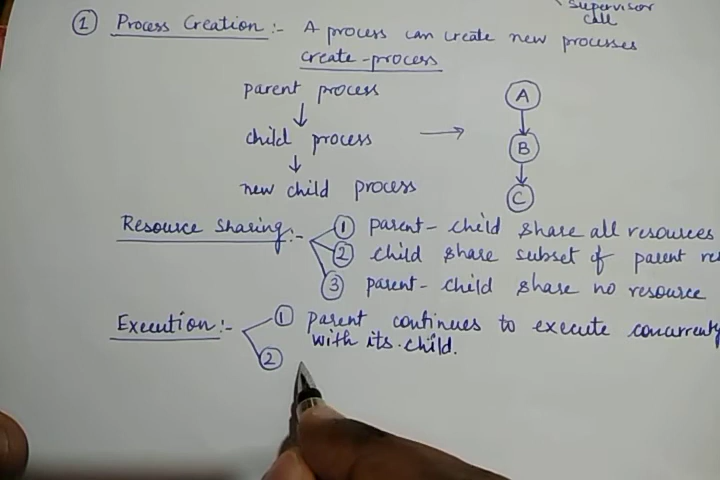 Supervisor
call
① Process Creation :- A process can create new processes
create-process
parent process
A
child process
B
new child process
C
Resource Sharing :- ① parent-child share all resources
② child share subset of parent
③ parent-child share no resource
Execution :- ① parent continues to execute concurrently
with its child.
②